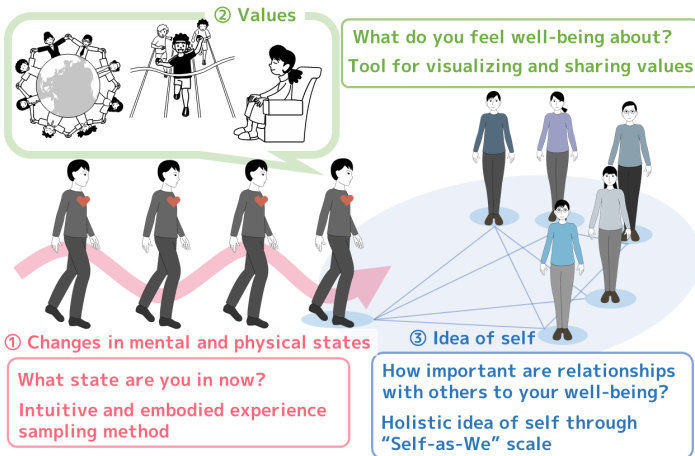 ② Values
What do you feel well-being about?
Tool for visualizing and sharing values
① Changes in mental and physical states
What state are you in now?
Intuitive and embodied experience
sampling method
③ Idea of self
How important are relationships
with others to your well-being?
Holistic idea of self through
“Self-as-We” scale